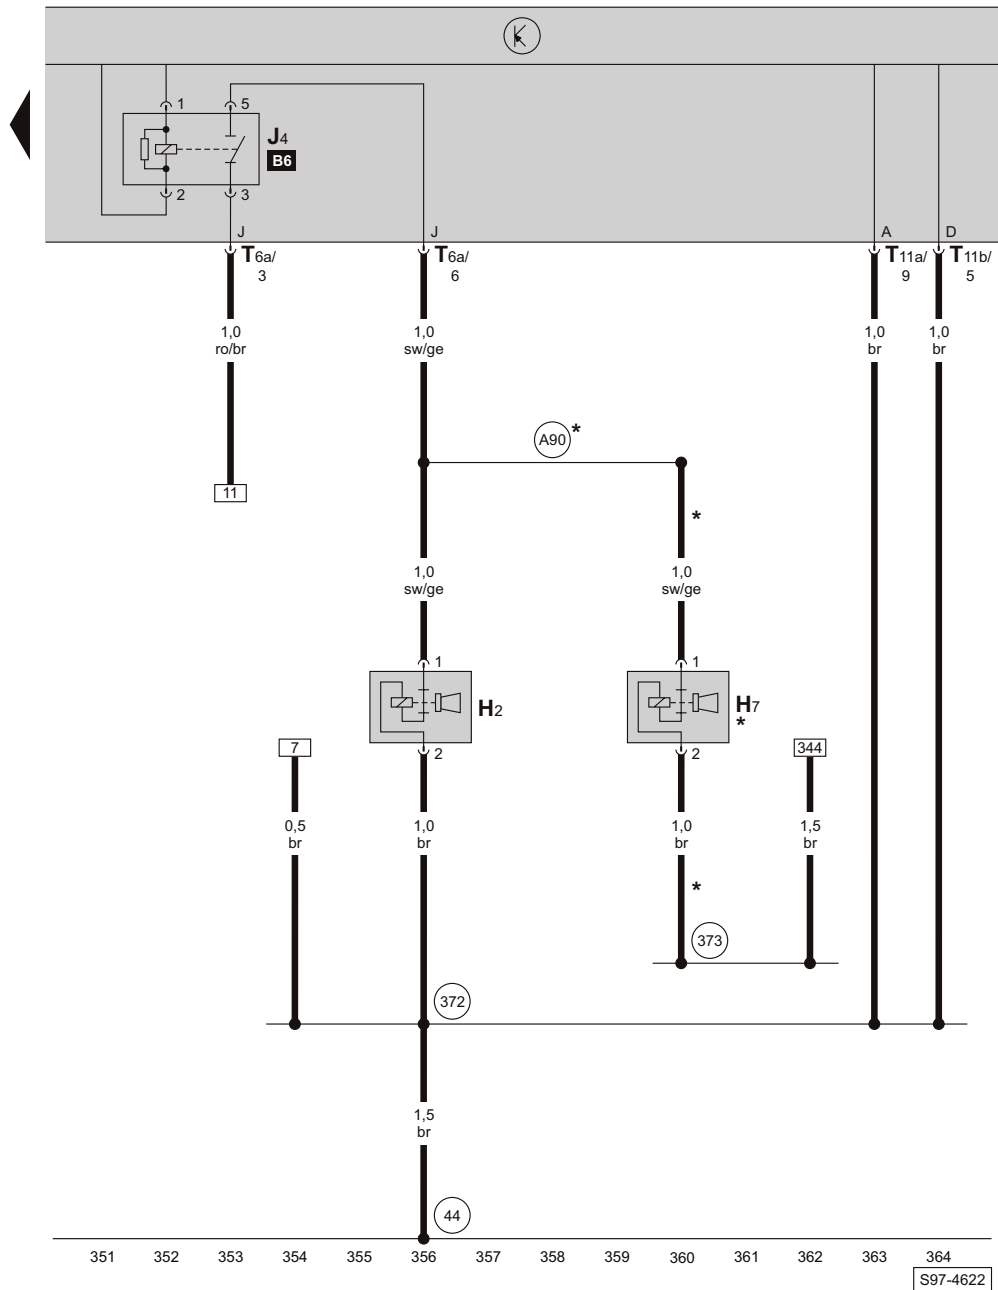 1 5
J4
B6
2 3
J J A D
T6a/ T6a/ T11a/ T11b/
3 6 9 5
1,0 1,0 1,0 1,0
ro/br sw/ge br br
A90 *
11
*
1,0 1,0
sw/ge sw/ge
1 1
H2 H7
*
7 2 2 344
0,5 1,0 1,0 1,5
br br br br
*
373
372
1,5
br
44
351 352 353 354 355 356 357 358 359 360 361 362 363 364
S97-4622